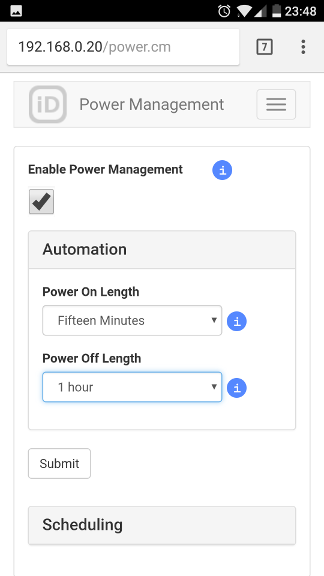 23:48
192.168.0.20/power.cm
7
iD Power Management
Enable Power Management i
Automation
Power On Length
Fifteen Minutes i
Power Off Length
1 hour i
Submit
Scheduling